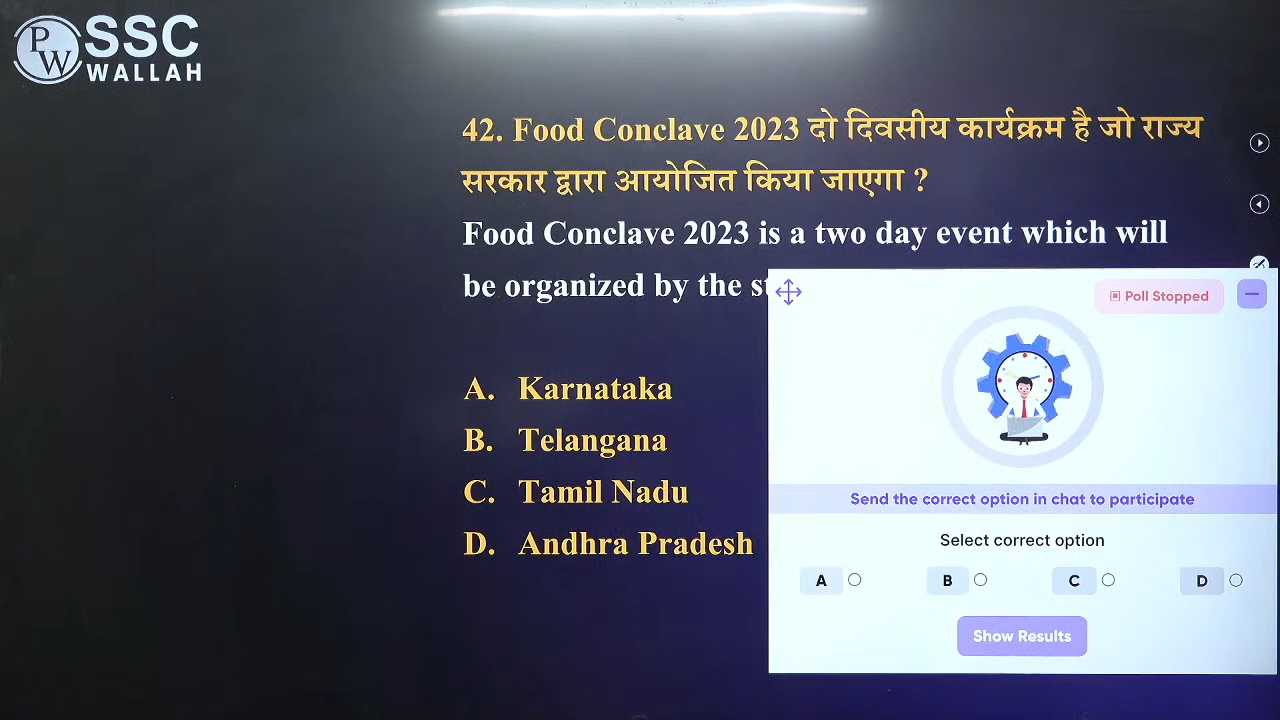 PW
SSC
WALLAH
42. Food Conclave 2023 दो दिवसीय कार्यक्रम है जो राज्य
सरकार द्वारा आयोजित किया जाएगा ?
Food Conclave 2023 is a two day event which will
be organized by the st
A. Karnataka
B. Telangana
C. Tamil Nadu
D. Andhra Pradesh
Poll Stopped
Send the correct option in chat to participate
Select correct option
A B C D
Show Results